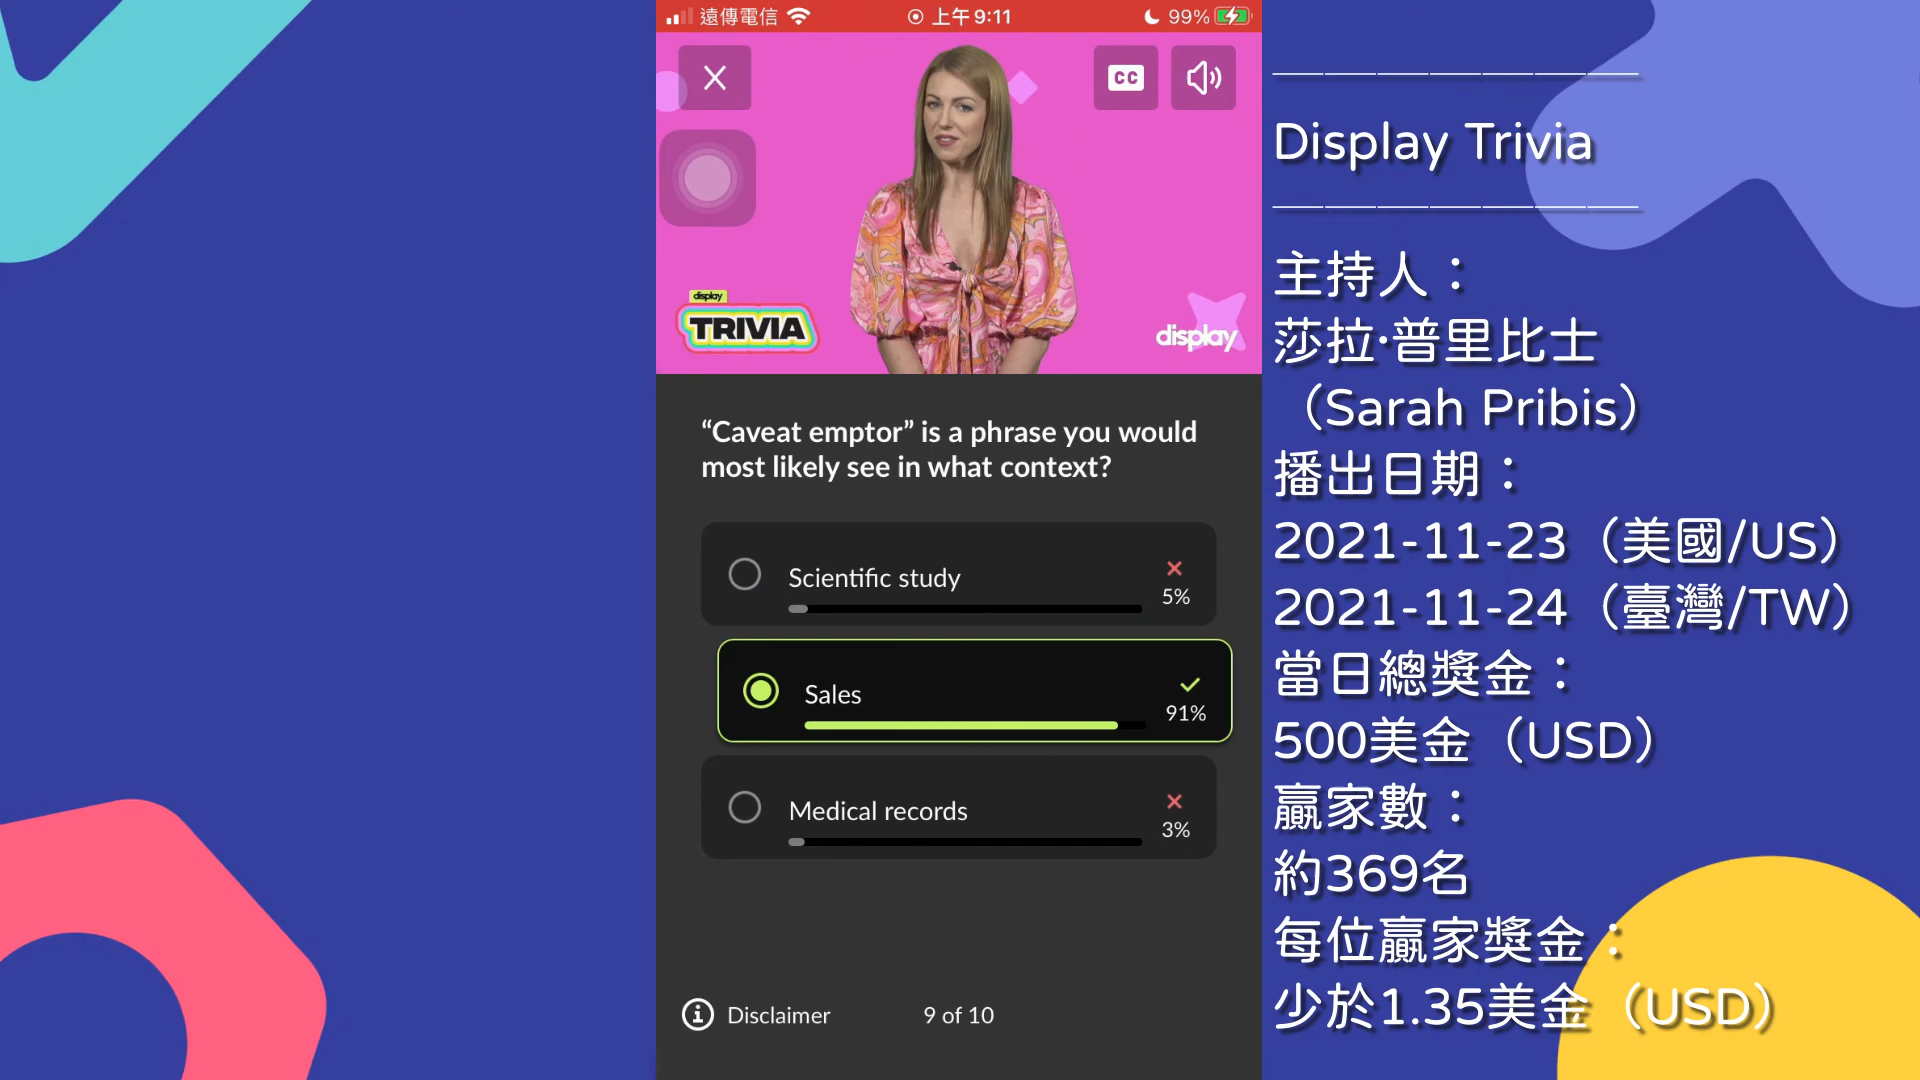 遠傳電信
上午9:11
99%
CC
display
TRIVIA
display
“Caveat emptor” is a phrase you would
most likely see in what context?
Scientific study
5%
Sales
91%
Medical records
3%
Disclaimer
9 of 10
Display Trivia
主持人：
莎拉·普里比士
（Sarah Pribis）
播出日期：
2021-11-23（美國/US）
2021-11-24（臺灣/TW）
當日總獎金：
500美金（USD）
贏家數：
約369名
每位贏家獎金：
少於1.35美金（USD）